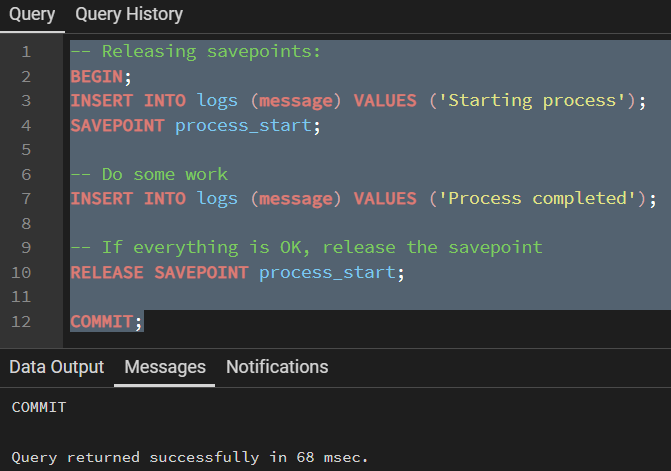 Query Query History
1 -- Releasing savepoints:
2 BEGIN;
3 INSERT INTO logs (message) VALUES ('Starting process');
4 SAVEPOINT process_start;
5
6 -- Do some work
7 INSERT INTO logs (message) VALUES ('Process completed');
8
9 -- If everything is OK, release the savepoint
10 RELEASE SAVEPOINT process_start;
11
12 COMMIT;
Data Output Messages Notifications
COMMIT
Query returned successfully in 68 msec.